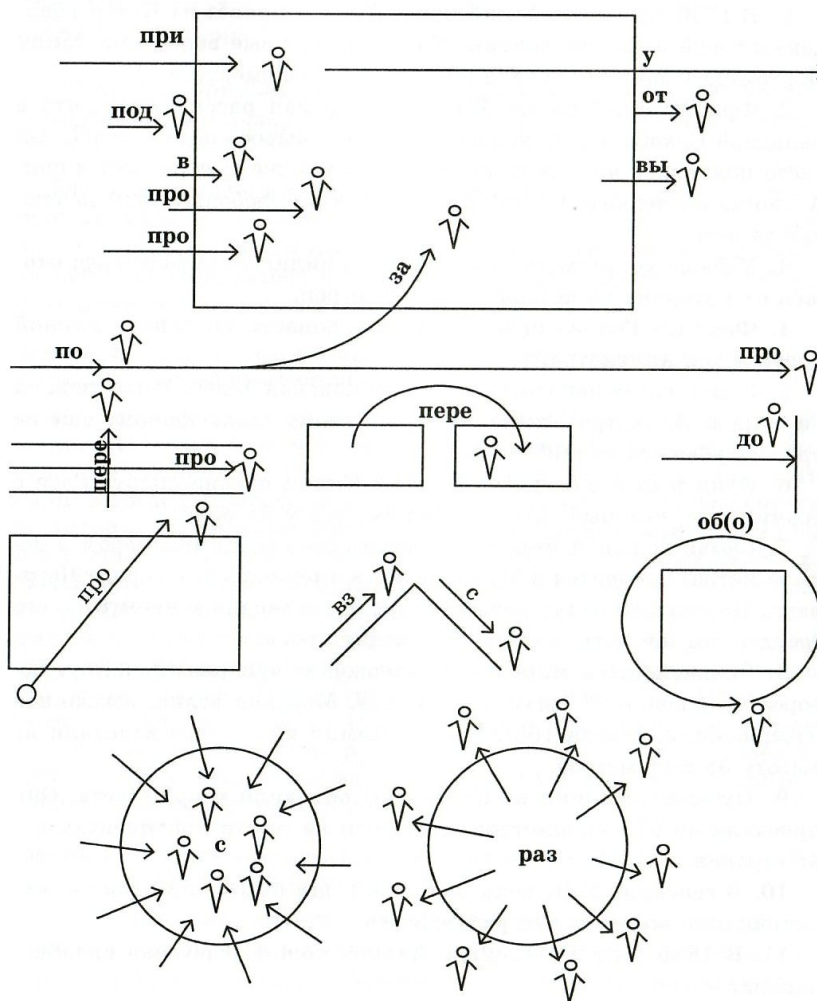 при
у
под
от
в
вы
про
про
за
по
про
пере
до
пере
про
об(о)
про
вз
с
с
раз